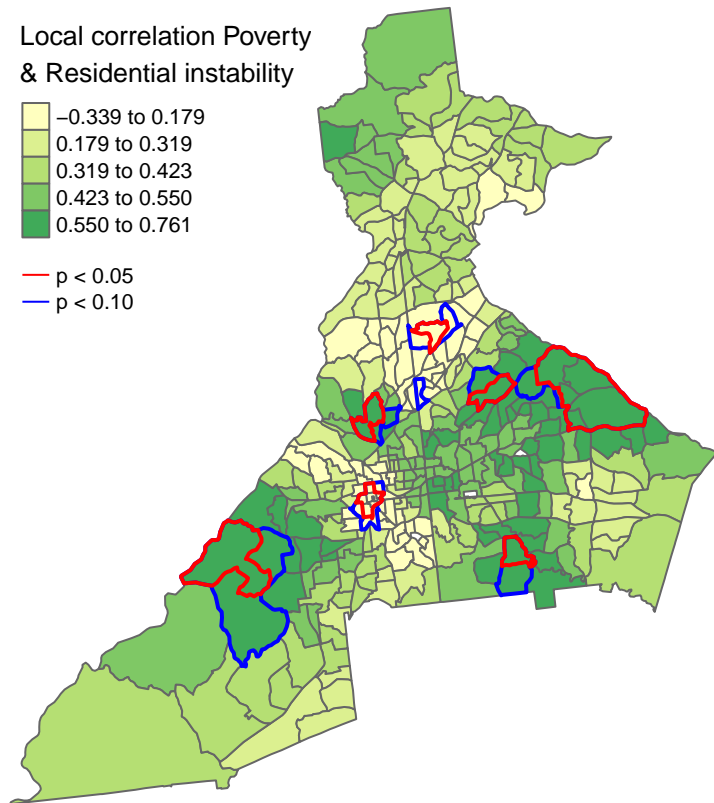 Local correlation Poverty
& Residential instability
−0.339 to 0.179
0.179 to 0.319
0.319 to 0.423
0.423 to 0.550
0.550 to 0.761
p < 0.05
p < 0.10